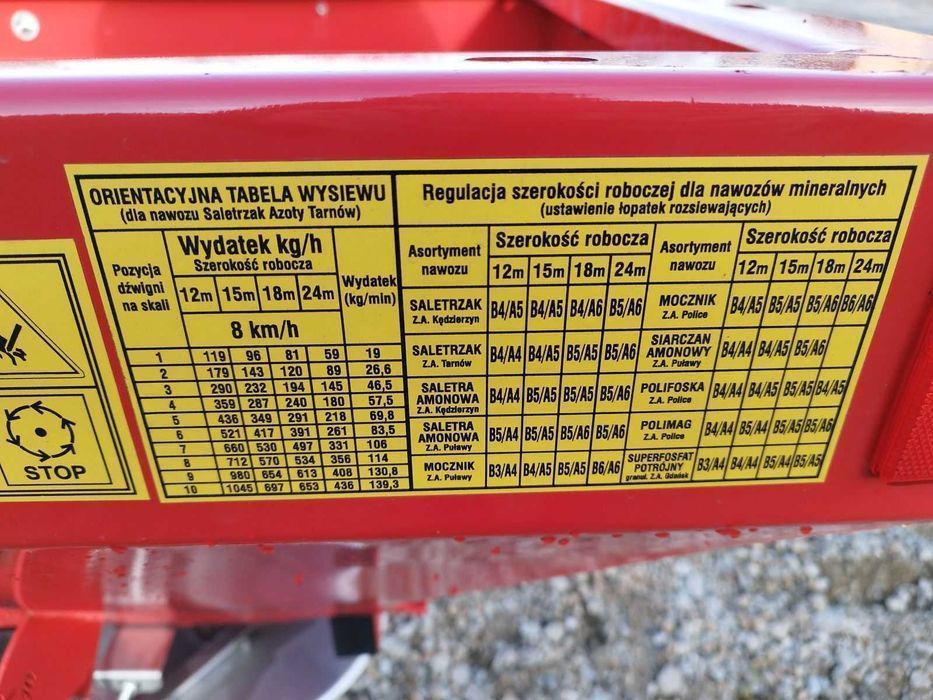 ORIENTACYJNA TABELA WYSIEWU
(dla nawozu Saletrzak Azoty Tarnów)
Pozycja dźwigni na skali
Wydatek kg/h
Szerokość robocza
12m 15m 18m 24m
8 km/h
Wydatek (kg/min)
1 119 96 81 59 19
2 179 143 120 89 26,6
3 290 232 194 145 46,5
4 359 287 240 180 57,5
5 436 349 291 218 69,8
6 521 417 391 261 83,5
7 660 530 497 331 106
8 712 570 534 356 114
9 980 654 613 408 130,8
10 1045 697 653 436 139,3
Regulacja szerokości roboczej dla nawozów mineralnych
(ustawienie łopatek rozsiewających)
Asortyment nawozu
Szerokość robocza
12m 15m 18m 24m
SALETRZAK Z.A. Kędzierzyn B4/A5 B4/A5 B4/A6 B5/A6
SALETRZAK Z.A. Tarnów B4/A4 B4/A5 B5/A5 B5/A6
SALETRA AMONOWA Z.A. Kędzierzyn B4/A4 B5/A5 B5/A5 B5/A6
SALETRA AMONOWA Z.A. Puławy B5/A4 B5/A5 B5/A6 B5/A6
MOCZNIK Z.A. Puławy B3/A4 B4/A5 B5/A5 B6/A6
Asortyment nawozu
Szerokość robocza
12m 15m 18m 24m
MOCZNIK Z.A. Police B4/A5 B5/A5 B5/A6 B6/A6
SIARCZAN AMONOWY Z.A. Puławy B4/A4 B5/A5 B5/A6
POLIFOSKA Z.A. Police B4/A4 B4/A5 B5/A5 B4/A5
POLIMAG Z.A. Police B4/A4 B5/A4 B5/A5 B5/A6
SUPERFOSFAT POTRÓJNY granul. Z.A. Gdańsk B3/A4 B4/A4 B5/A4 B5/A5
STOP